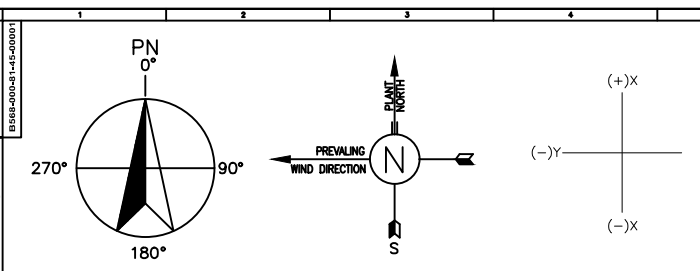 1 2 3 4
B568-000-81-45-00001
PN
0°
270° 90°
180°
PLANT
NORTH
PREVALING
WIND DIRECTION
N
S
(+)X
(-)Y
(-)X